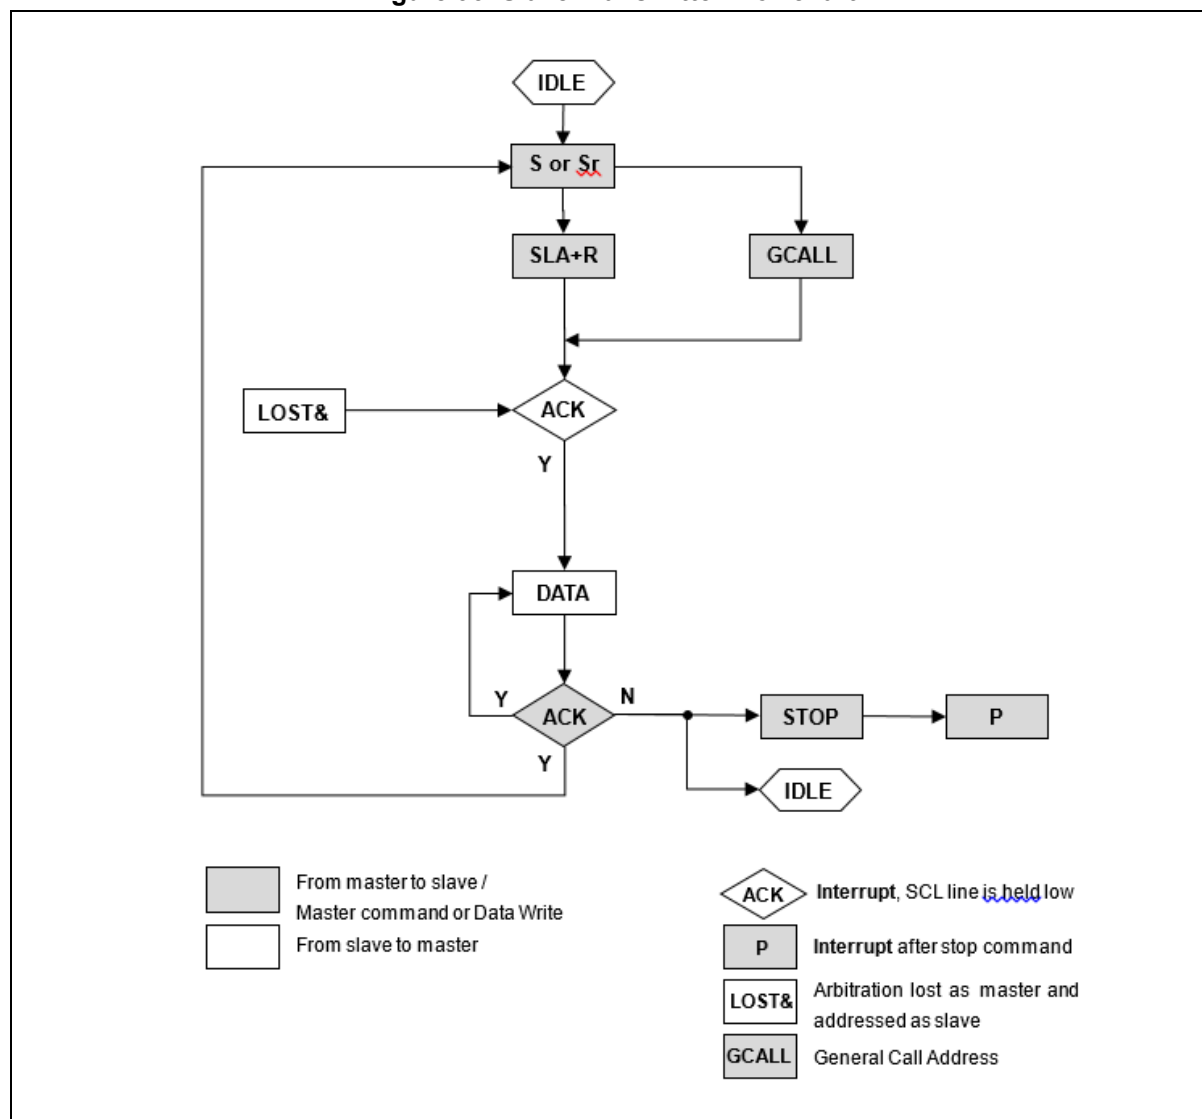 IDLE
S or Sr
SLA+R
GCALL
LOST&
ACK
Y
DATA
Y
ACK
N
STOP
P
Y
IDLE
From master to slave /
Master command or Data Write
From slave to master
ACK
Interrupt, SCL line is held low
P
Interrupt after stop command
LOST&
Arbitration lost as master and
addressed as slave
GCALL
General Call Address